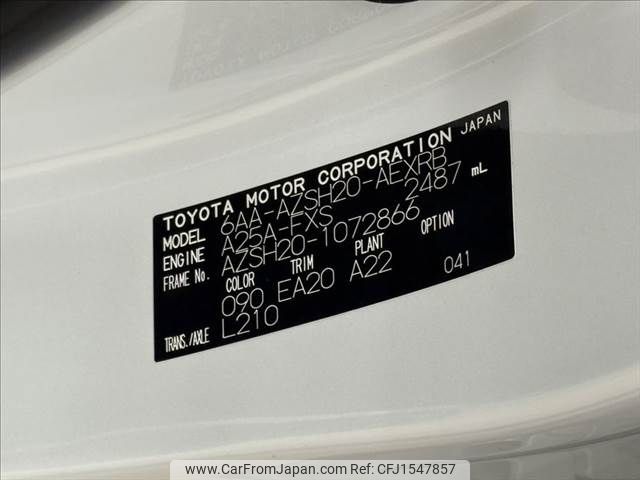 TOYOTA MOTOR CORPORATION JAPAN
MODEL 6AA-AZSH20-AEXRB
ENGINE A25A-FXS 2487 mL
FRAME No. AZSH20-1072866
COLOR TRIM PLANT OPTION
090 EA20 A22 041
TRANS./AXLE L210
www.CarFromJapan.com - CFJ1547857